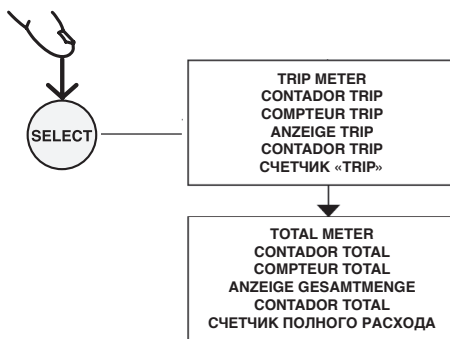 SELECT
TRIP METER
CONTADOR TRIP
COMPTEUR TRIP
ANZEIGE TRIP
CONTADOR TRIP
СЧЕТЧИК «TRIP»
TOTAL METER
CONTADOR TOTAL
COMPTEUR TOTAL
ANZEIGE GESAMTMENGE
CONTADOR TOTAL
СЧЕТЧИК ПОЛНОГО РАСХОДА